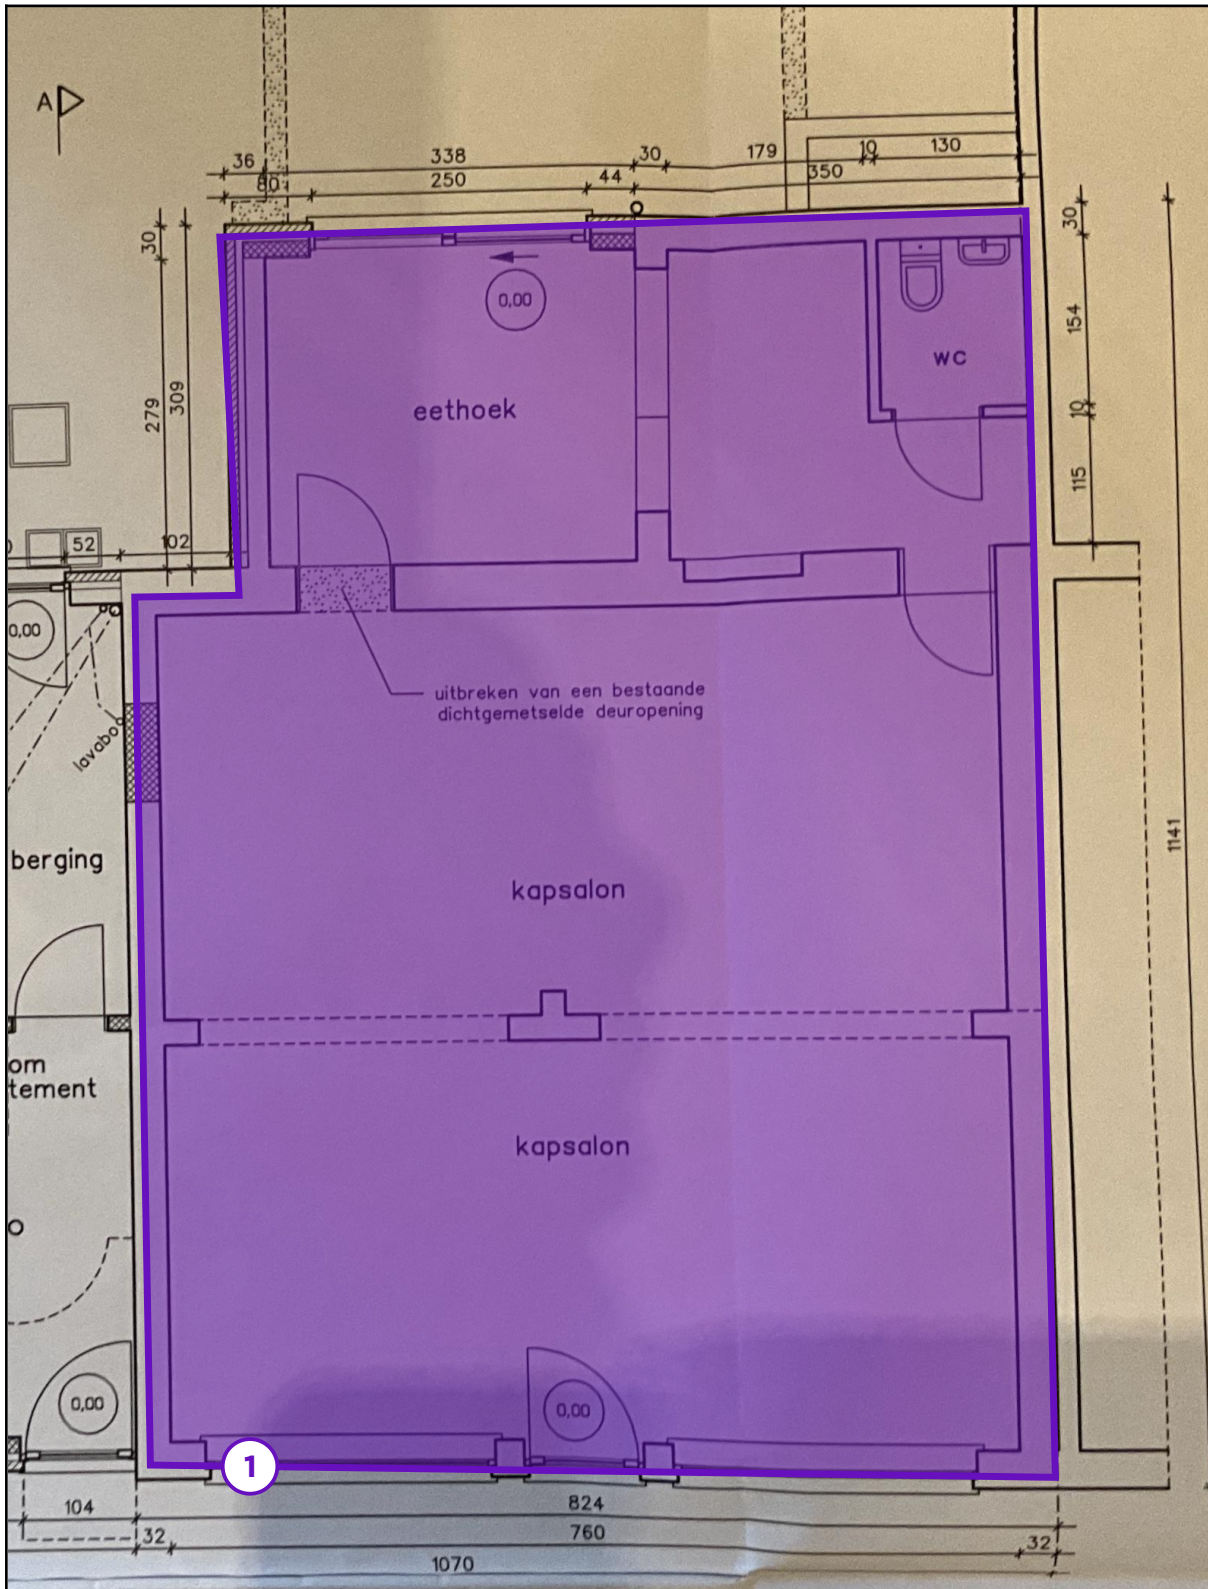 A
36
338
30
179
10
130
80
250
44
350
30
30
0,00
154
WC
279
309
eethoek
10
115
52
102
0,00
uitbreken van een bestaande
dichtgemetselde deuropening
lavabo
1141
berging
kapsalon
om
tement
kapsalon
0,00
0,00
1
104
824
32
760
32
1070